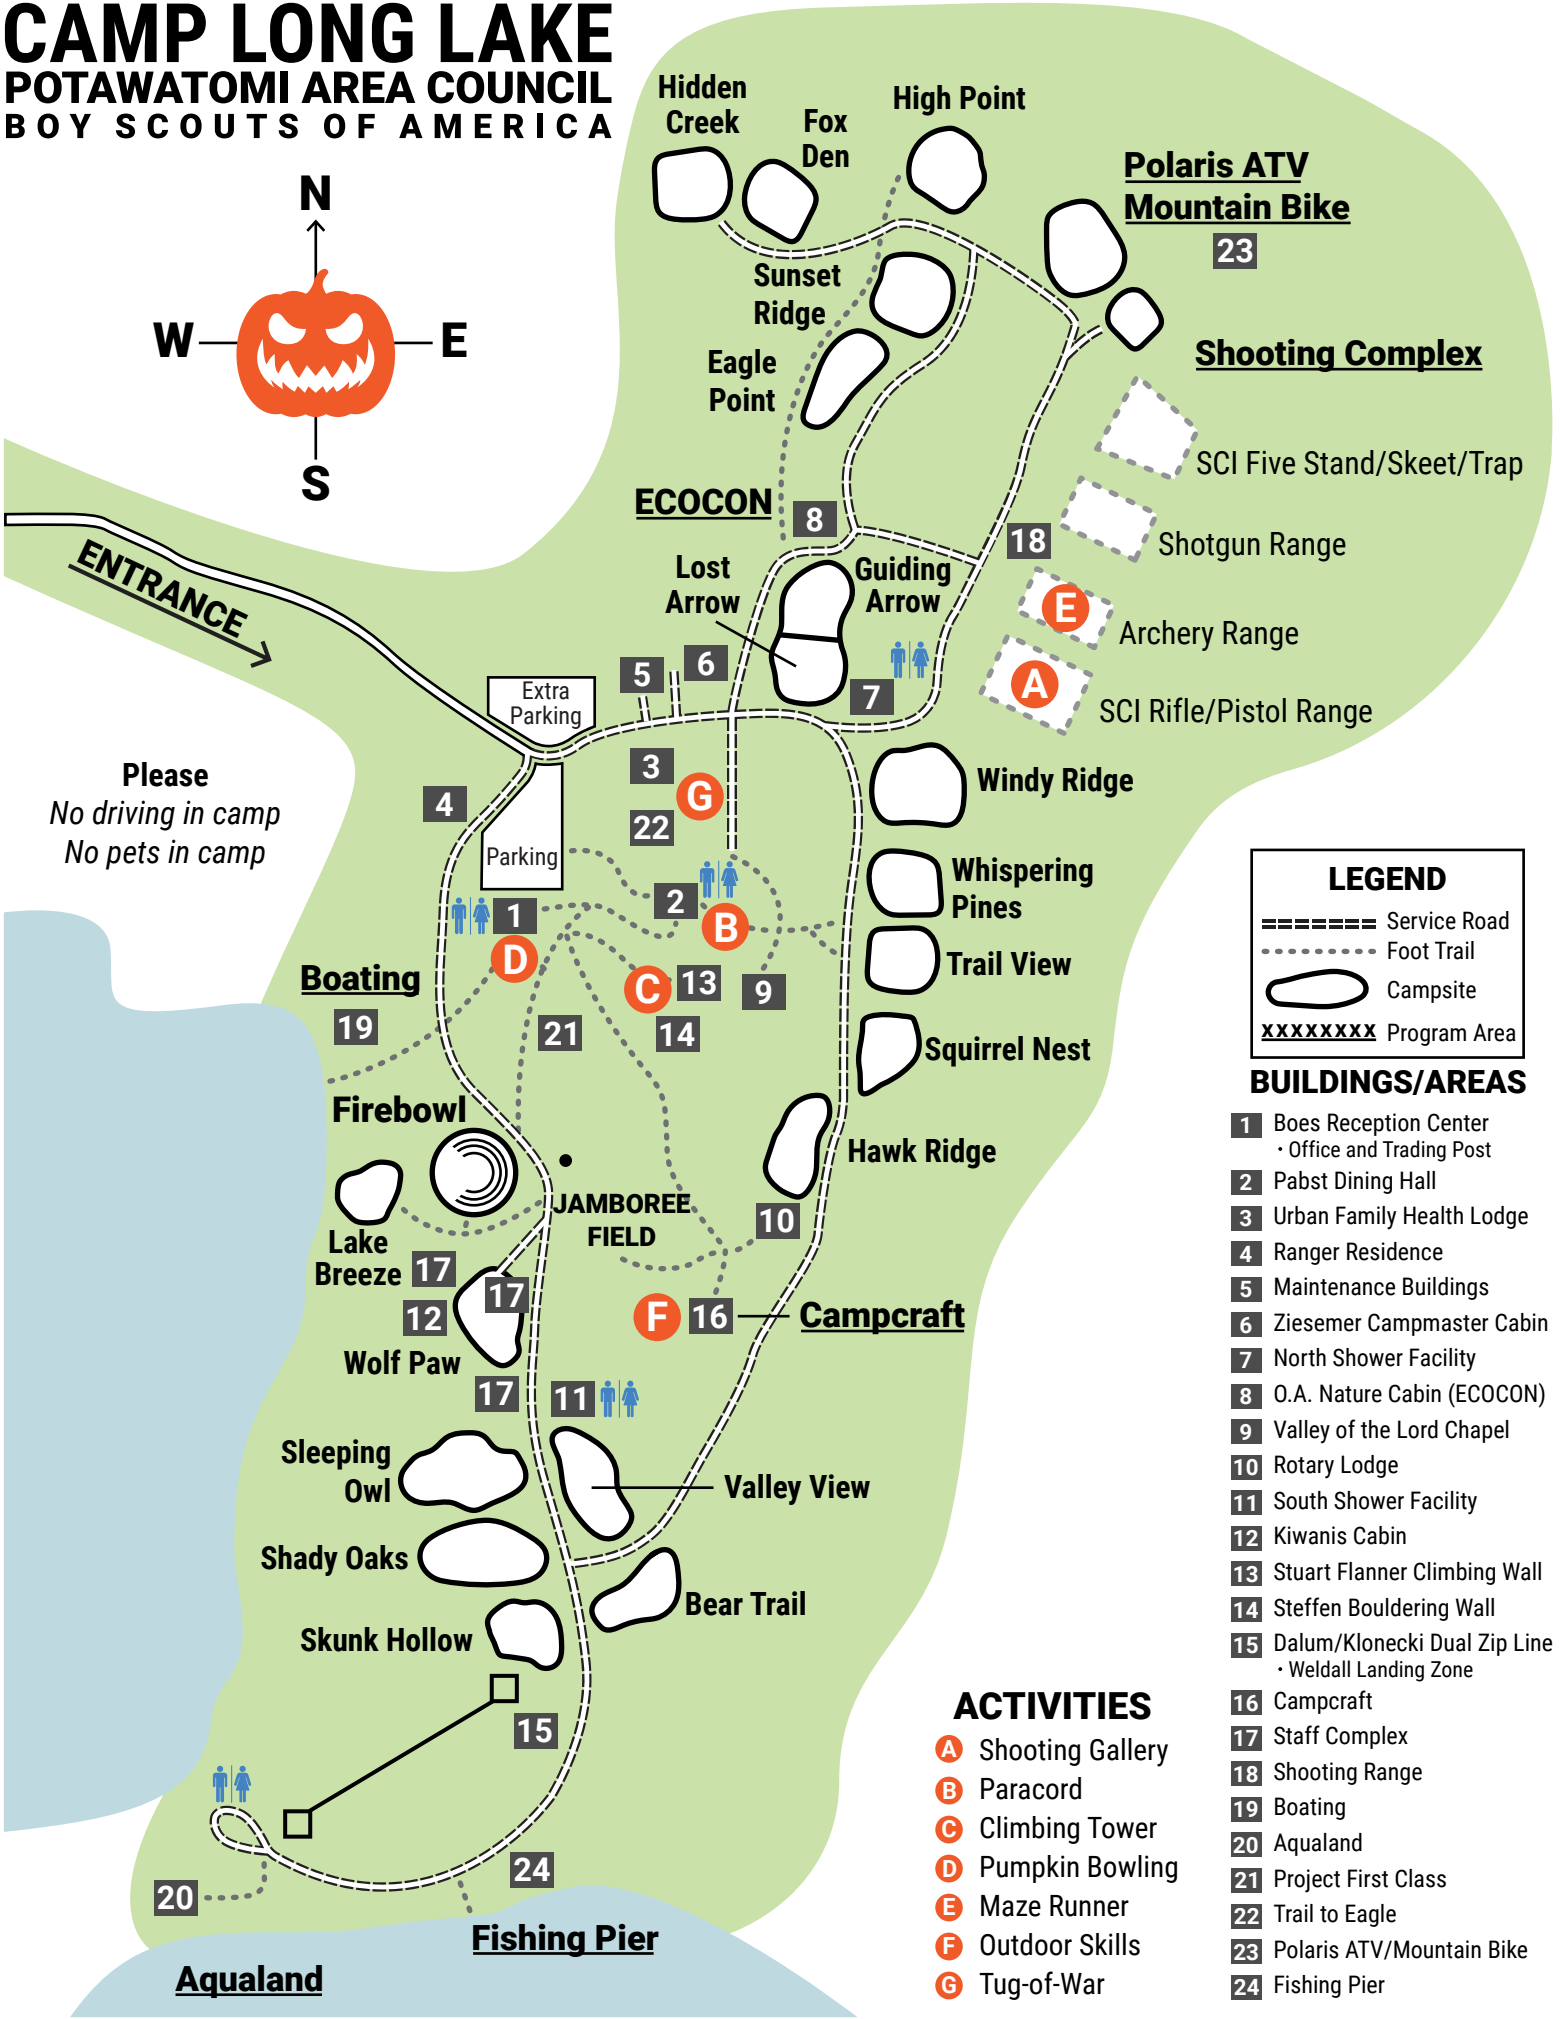 CAMP LONG LAKE
POTAWATOMI AREA COUNCIL
BOY SCOUTS OF AMERICA
N
W
E
S
ENTRANCE
Please
No driving in camp
No pets in camp
Hidden
Creek
Fox
Den
High Point
Polaris ATV
Mountain Bike
23
Sunset
Ridge
Eagle
Point
Shooting Complex
SCI Five Stand/Skeet/Trap
ECOCON
8
18
Shotgun Range
Lost
Arrow
Guiding
Arrow
E
Archery Range
A
SCI Rifle/Pistol Range
5
6
7
Extra
Parking
3
G
22
4
Parking
Windy Ridge
Whispering
Pines
2
B
1
D
Trail View
Boating
19
C
13
9
21
14
Squirrel Nest
Firebowl
Hawk Ridge
JAMBOREE
FIELD
10
Lake
Breeze
17
17
12
F
16
Campcraft
Wolf Paw
17
11
Sleeping
Owl
Valley View
Shady Oaks
Bear Trail
Skunk Hollow
15
24
20
Fishing Pier
Aqualand
LEGEND
Service Road
Foot Trail
Campsite
XXXXXXXX Program Area
BUILDINGS/AREAS
1 Boes Reception Center
· Office and Trading Post
2 Pabst Dining Hall
3 Urban Family Health Lodge
4 Ranger Residence
5 Maintenance Buildings
6 Ziesemer Campmaster Cabin
7 North Shower Facility
8 O.A. Nature Cabin (ECOCON)
9 Valley of the Lord Chapel
10 Rotary Lodge
11 South Shower Facility
12 Kiwanis Cabin
13 Stuart Flanner Climbing Wall
14 Steffen Bouldering Wall
15 Dalum/Klonecki Dual Zip Line
· Weldall Landing Zone
16 Campcraft
17 Staff Complex
18 Shooting Range
19 Boating
20 Aqualand
21 Project First Class
22 Trail to Eagle
23 Polaris ATV/Mountain Bike
24 Fishing Pier
ACTIVITIES
A Shooting Gallery
B Paracord
C Climbing Tower
D Pumpkin Bowling
E Maze Runner
F Outdoor Skills
G Tug-of-War